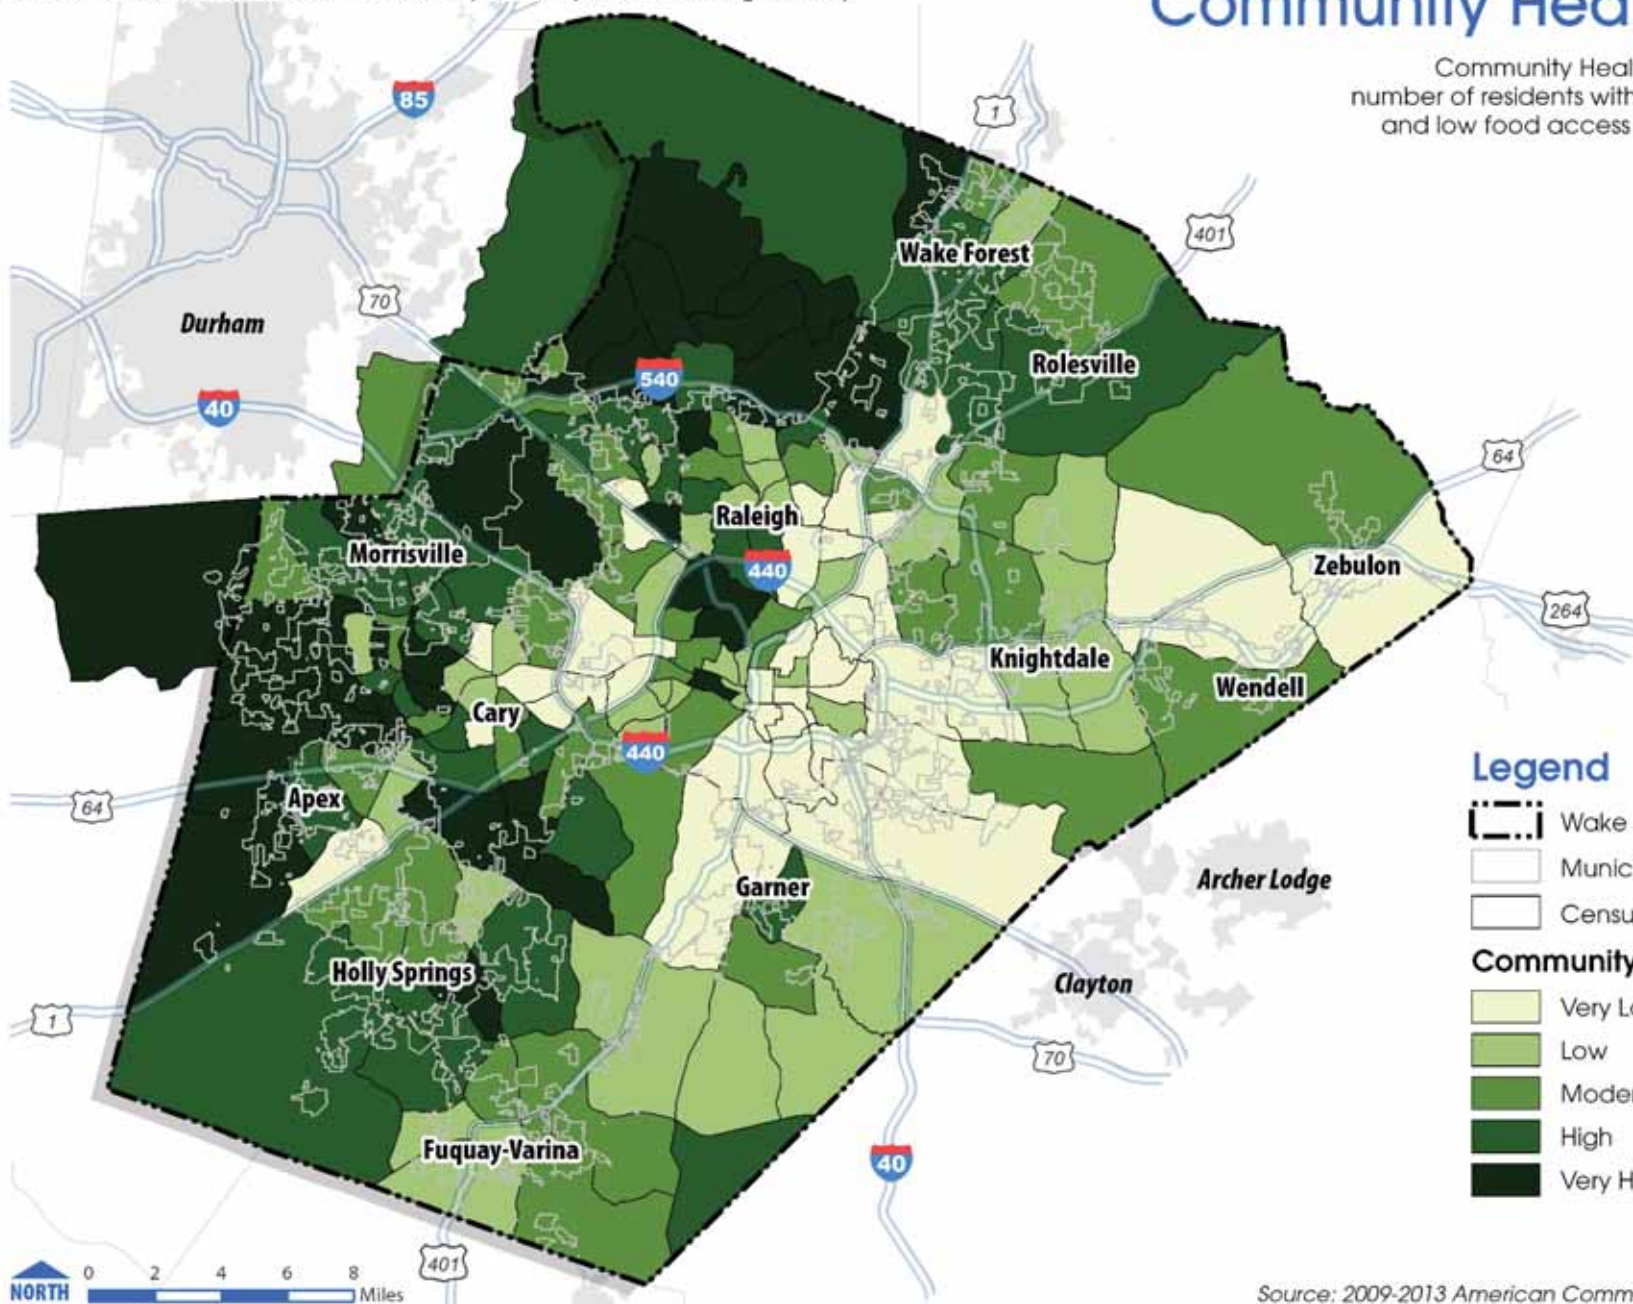 Community Hea
Community Heal
number of residents with
and low food access
85
1
401
Wake Forest
70
Durham
Rolesville
540
40
64
Raleigh
Morrisville
440
Zebulon
264
Knightdale
Wendell
Cary
440
64
Apex
Garner
Archer Lodge
Holly Springs
Clayton
1
70
Fuquay-Varina
40
401
Legend
Wake
Munic
Censu
Community
Very Lo
Low
Moder
High
Very H
NORTH
0 2 4 6 8
Miles
Source: 2009-2013 American Comm